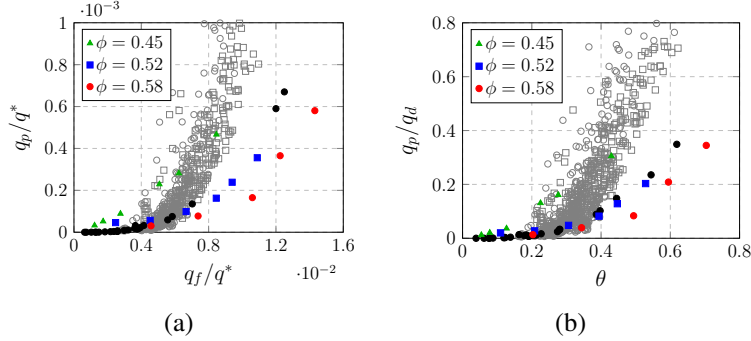 ·10⁻³
1
0.8
0.6
0.4
0.2
0
q_p/q*
ϕ = 0.45
ϕ = 0.52
ϕ = 0.58
0 0.4 0.8 1.2 1.6
q_f/q* ·10⁻²
(a)
0.8
0.6
0.4
0.2
0
q_p/q_d
ϕ = 0.45
ϕ = 0.52
ϕ = 0.58
0 0.2 0.4 0.6 0.8
θ
(b)